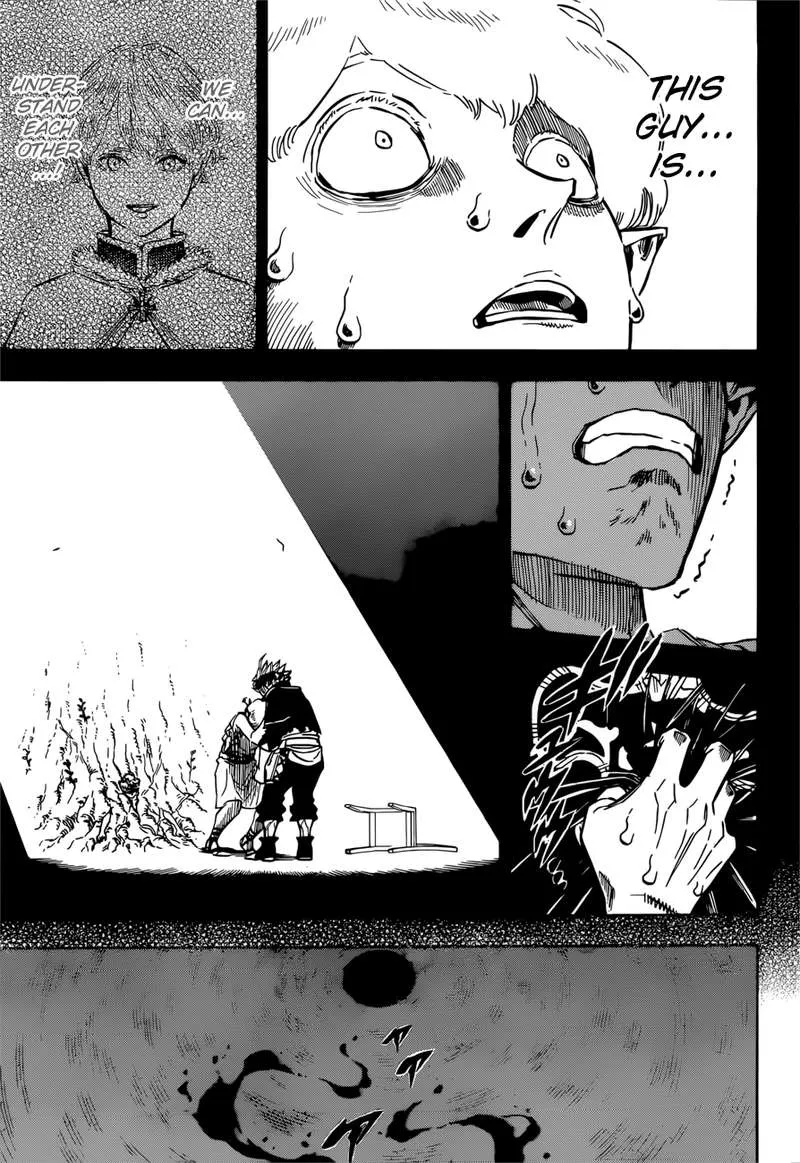 THIS
GUY...
IS...
WE
CAN...
UNDER-
STAND
EACH
OTHER
...!